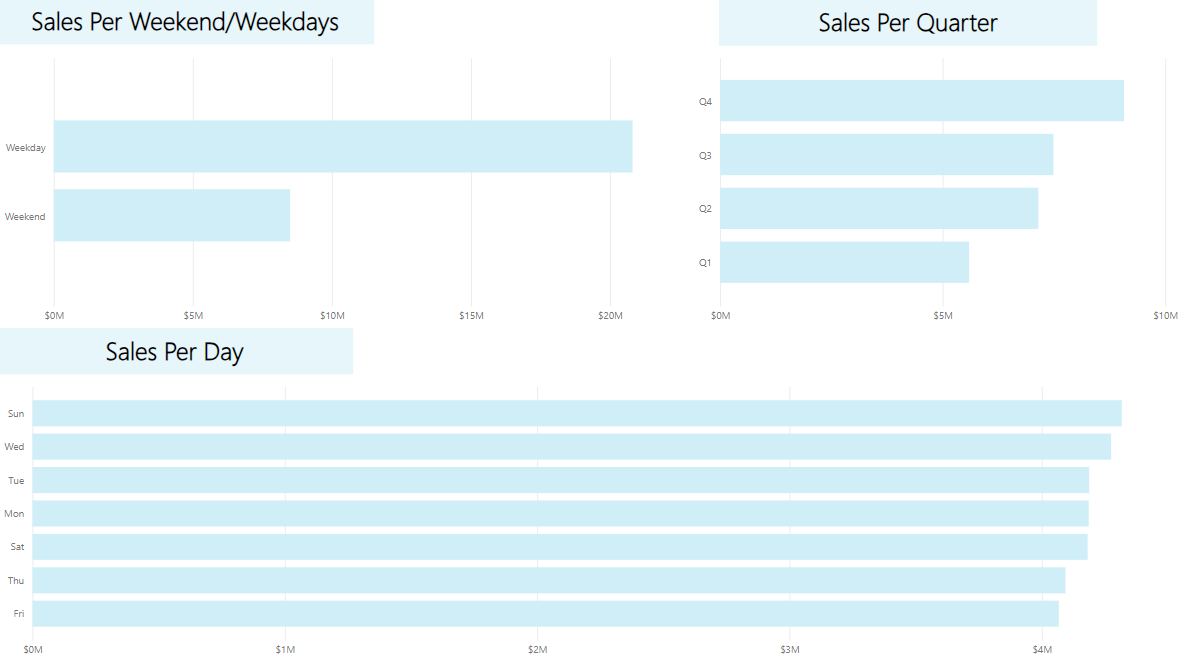 Sales Per Weekend/Weekdays
Weekday
Weekend
$0M $5M $10M $15M $20M
Sales Per Quarter
Q4
Q3
Q2
Q1
$0M $5M $10M
Sales Per Day
Sun
Wed
Tue
Mon
Sat
Thu
Fri
$0M $1M $2M $3M $4M